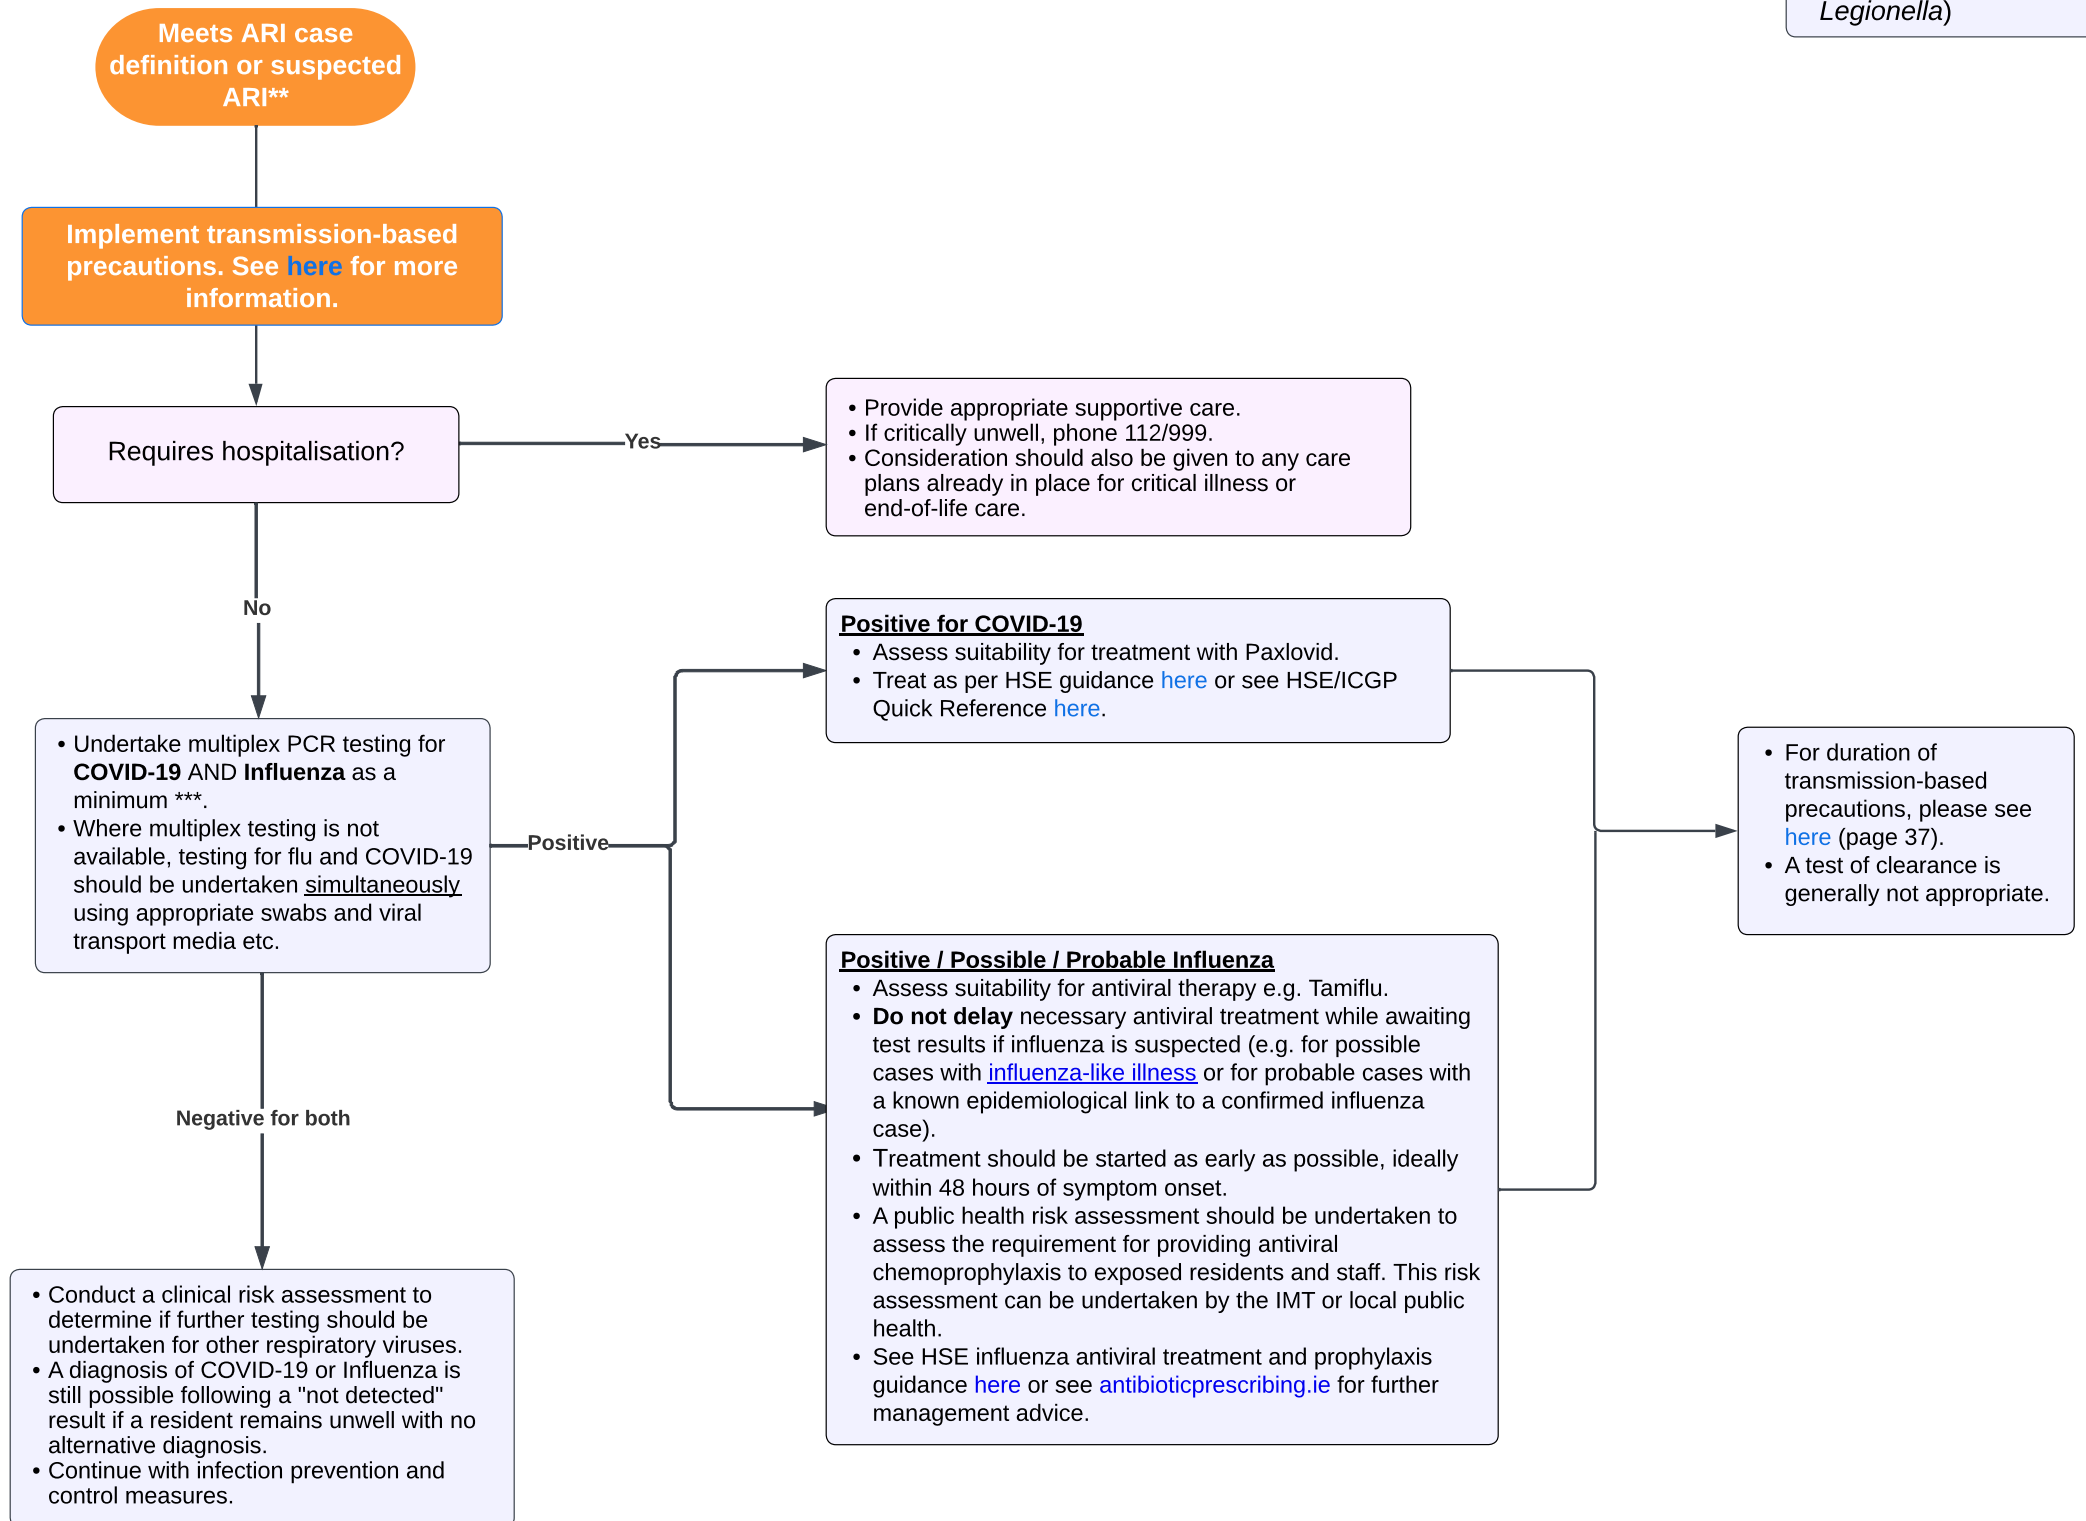 Legionella)
Meets ARI case
definition or suspected
ARI**
Implement transmission-based
precautions. See here for more
information.
Requires hospitalisation?
Yes
• Provide appropriate supportive care.
• If critically unwell, phone 112/999.
• Consideration should also be given to any care
plans already in place for critical illness or
end-of-life care.
No
• Undertake multiplex PCR testing for
COVID-19 AND Influenza as a
minimum ***.
• Where multiplex testing is not
available, testing for flu and COVID-19
should be undertaken simultaneously
using appropriate swabs and viral
transport media etc.
Positive
Positive for COVID-19
• Assess suitability for treatment with Paxlovid.
• Treat as per HSE guidance here or see HSE/ICGP
Quick Reference here.
Positive / Possible / Probable Influenza
• Assess suitability for antiviral therapy e.g. Tamiflu.
• Do not delay necessary antiviral treatment while awaiting
test results if influenza is suspected (e.g. for possible
cases with influenza-like illness or for probable cases with
a known epidemiological link to a confirmed influenza
case).
• Treatment should be started as early as possible, ideally
within 48 hours of symptom onset.
• A public health risk assessment should be undertaken to
assess the requirement for providing antiviral
chemoprophylaxis to exposed residents and staff. This risk
assessment can be undertaken by the IMT or local public
health.
• See HSE influenza antiviral treatment and prophylaxis
guidance here or see antibioticprescribing.ie for further
management advice.
• For duration of
transmission-based
precautions, please see
here (page 37).
• A test of clearance is
generally not appropriate.
Negative for both
• Conduct a clinical risk assessment to
determine if further testing should be
undertaken for other respiratory viruses.
• A diagnosis of COVID-19 or Influenza is
still possible following a "not detected"
result if a resident remains unwell with no
alternative diagnosis.
• Continue with infection prevention and
control measures.